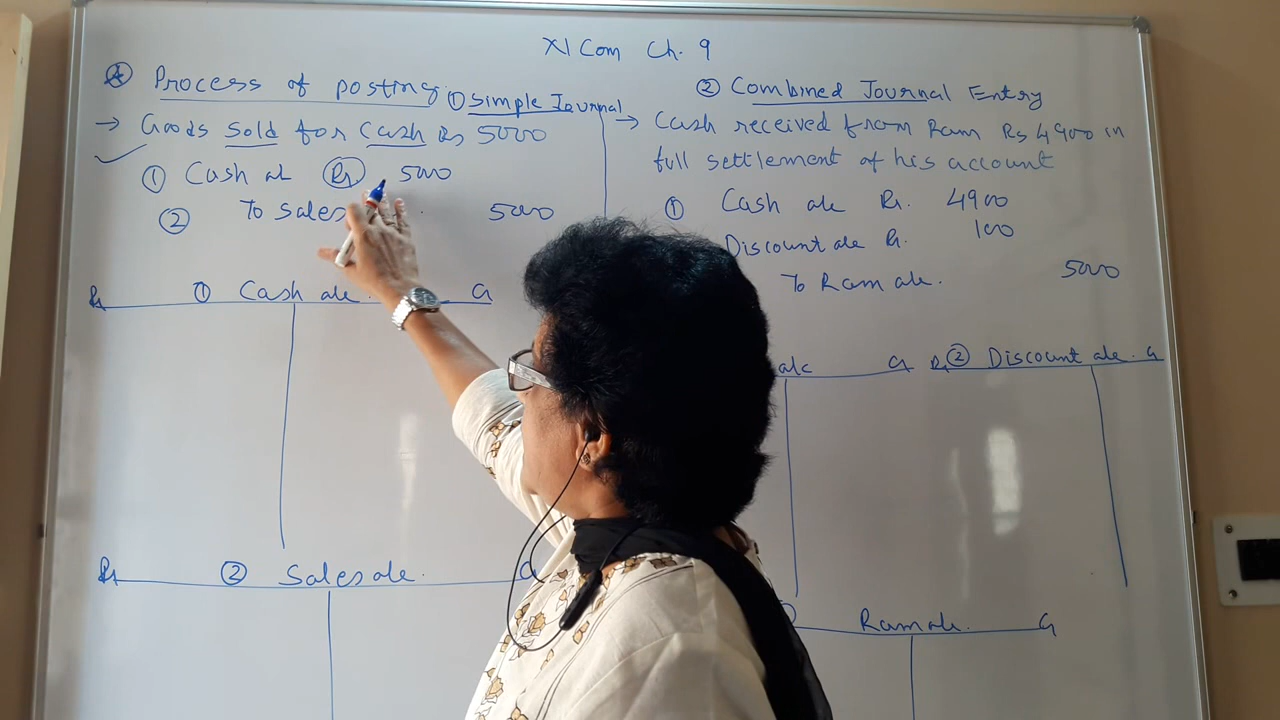 XI Com Ch. 9
Process of posting ① Simple Journal
→ Goods Sold for Cash Rs 5000
① Cash a/c Dr 5000
② To Sales 5000
① Cash a/c. Cr
Dr
Dr ② Sales a/c. Cr
② Combined Journal Entry
→ Cash received from Ram Rs 4900 in
full settlement of his account
① Cash a/c Dr. 4900
Discount a/c Dr. 100
To Ram a/c. 5000
a/c Cr
Dr ② Discount a/c. Cr
Ram a/c. Cr